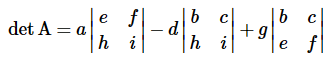 det A = a | e f | − d | b c | + g | b c |
| h i | | h i | | e f |